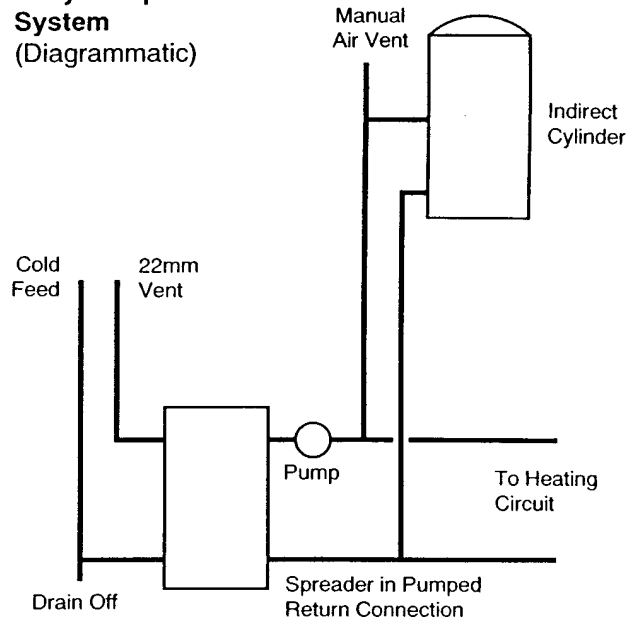 System
(Diagrammatic)
Manual
Air Vent
Indirect
Cylinder
Cold
Feed
22mm
Vent
Pump
To Heating
Circuit
Drain Off
Spreader in Pumped
Return Connection